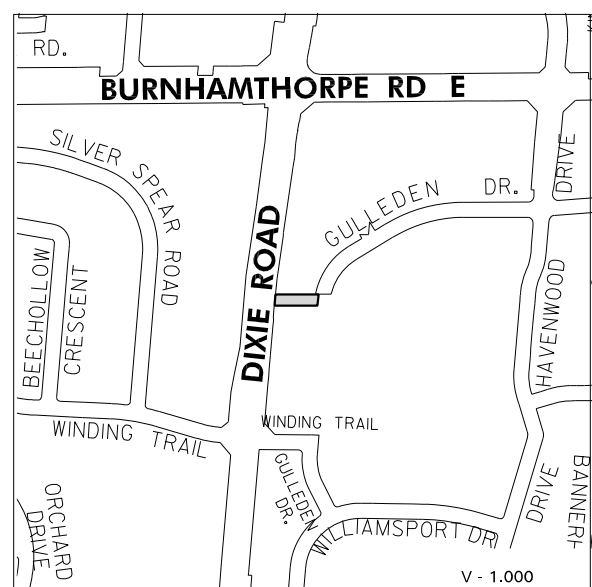 RD.
BURNHAMTHORPE RD E
SILVER SPEAR ROAD
GULLEDEN DR.
DRIVE
DIXIE ROAD
BEECHOLLOW
CRESCENT
HAVENWOOD
WINDING TRAIL
WINDING TRAIL
GULLEDEN
DR.
WILLIAMSPORT DR
DRIVE
BANNERH
ORCHARD
DRIVE
V - 1.000